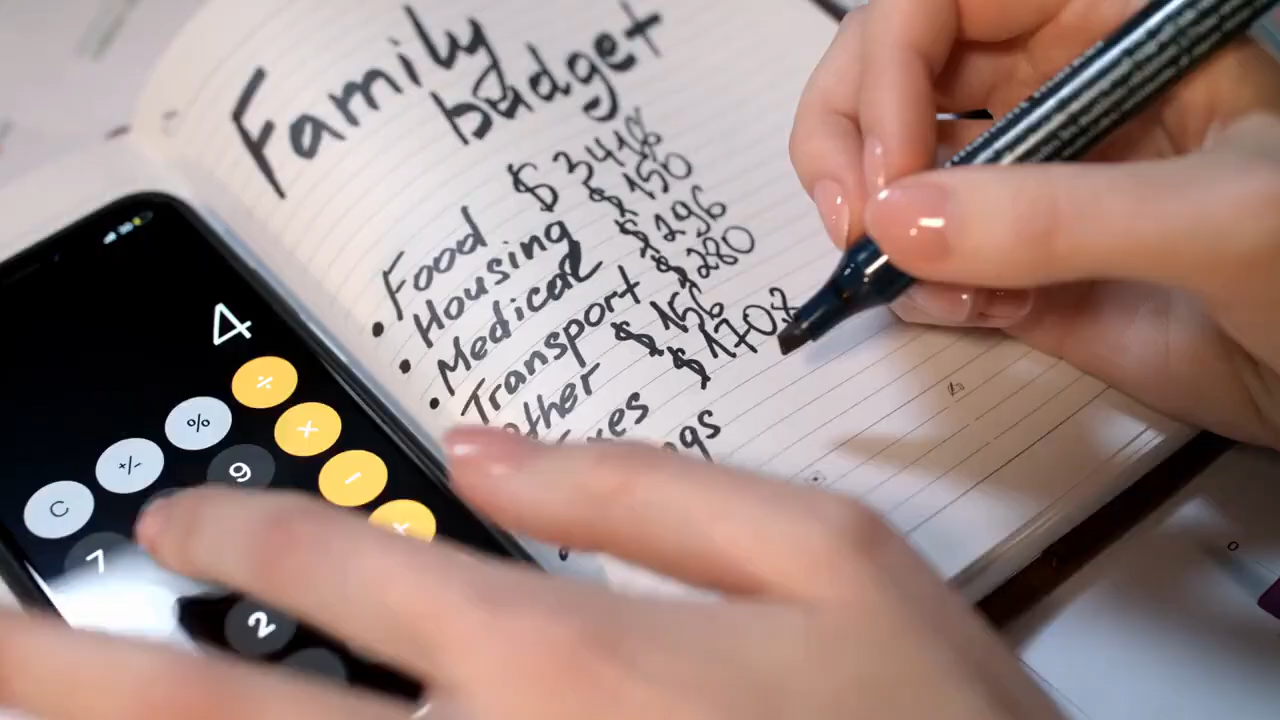 Family
budget
Food $ 3418
• Housing $ 150
• Medical $ 296
• Transport $ 280
other $ 156
$ 1708
4
÷
%
×
+/-
9
−
C
+
7
2